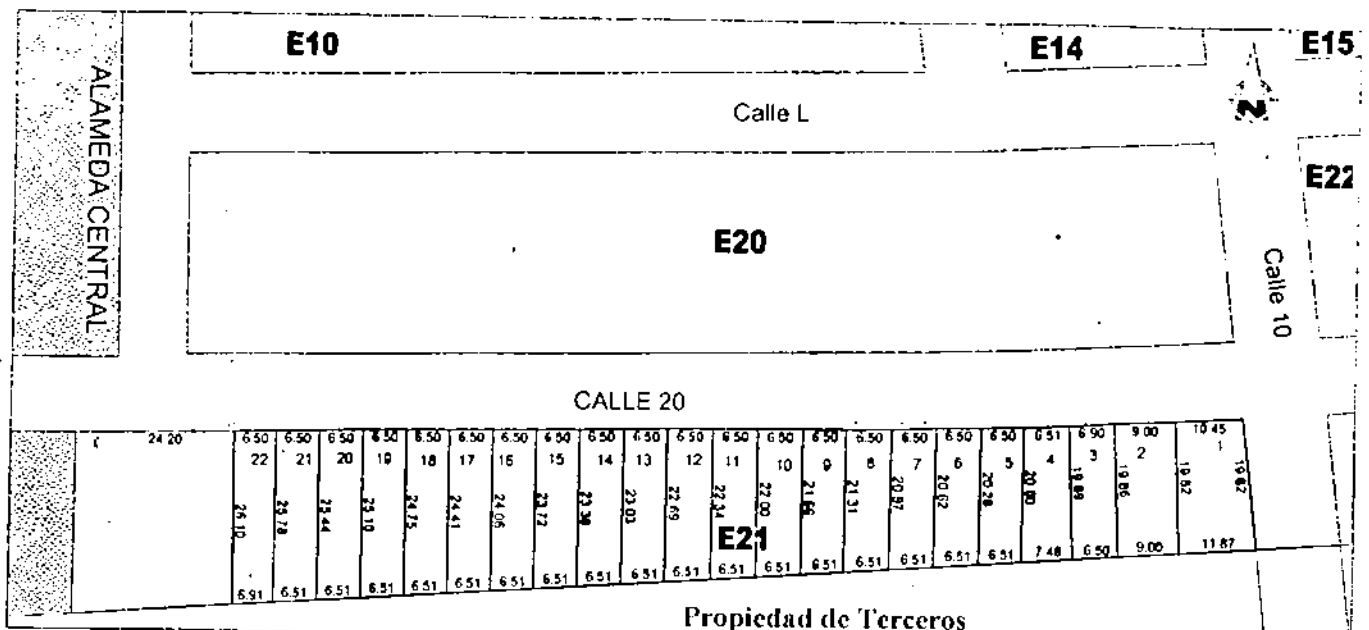 E10
E14
E15
ALAMEDA CENTRAL
Calle L
N
E22
E20
Calle 10
CALLE 20
24.20 6.50 6.50 6.50 6.50 6.50 6.50 6.50 6.50 6.50 6.50 6.50 6.50 6.50 6.50 6.50 6.50 6.50 6.50 6.51 6.90 9.00 10.45
22 21 20 19 18 17 16 15 14 13 12 11 10 9 8 7 6 5 4 3 2 1
26.10 25.78 25.44 25.10 24.75 24.41 24.06 23.72 23.38 23.03 22.69 22.34 22.00 21.66 21.31 20.97 20.62 20.28 19.86 19.82 19.82
E21
6.91 6.51 6.51 6.51 6.51 6.51 6.51 6.51 6.51 6.51 6.51 6.51 6.51 6.51 6.51 6.51 6.51 6.51 7.48 6.50 9.00 11.87
Propiedad de Terceros